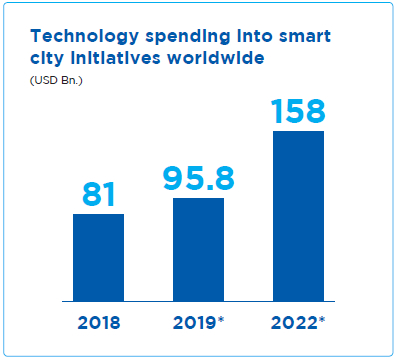 Technology spending into smart
city initiatives worldwide
(USD Bn.)
81
95.8
158
2018
2019*
2022*